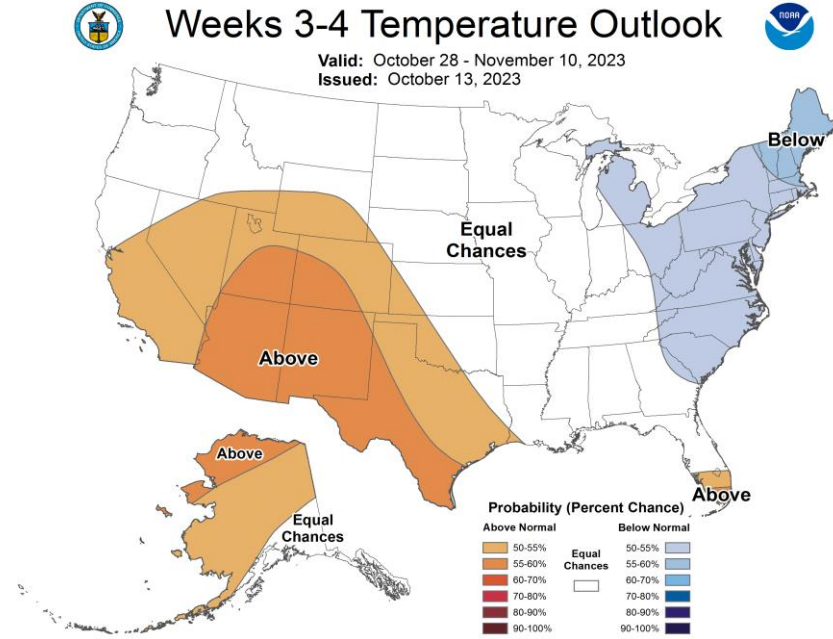 Weeks 3-4 Temperature Outlook
NOAA
Valid: October 28 - November 10, 2023
Issued: October 13, 2023
Below
Equal
Chances
Above
Above
Equal
Chances
Above
Probability (Percent Chance)
Above Normal
Below Normal
Equal
Chances
50-55%
55-60%
60-70%
70-80%
80-90%
90-100%
50-55%
55-60%
60-70%
70-80%
80-90%
90-100%